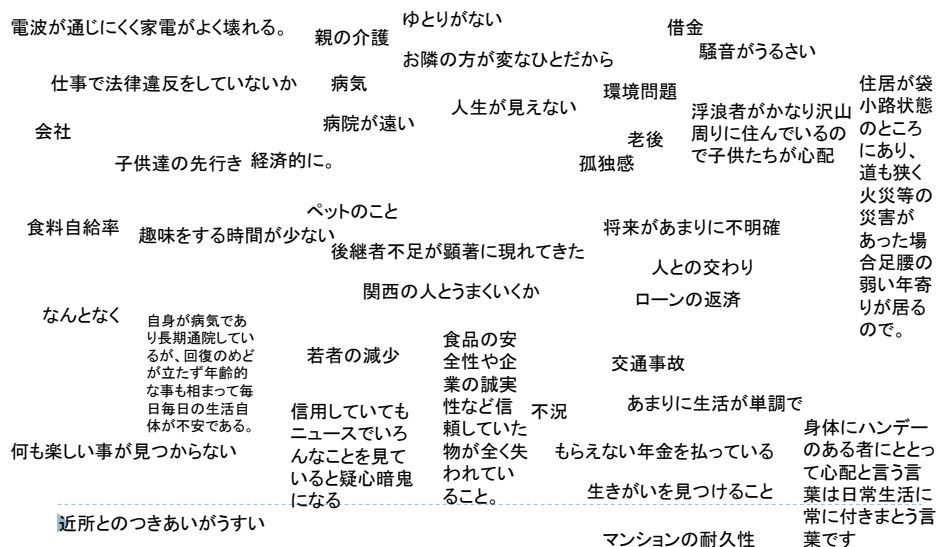 電波が通じにくく家電がよく壊れる。
親の介護
ゆとりがない
借金
騒音がうるさい
お隣の方が変なひとだから
仕事で法律違反をしていないか
病気
環境問題
人生が見えない
住居が袋
小路状態
のところ
にあり、
道も狭く
火災等の
災害が
あった場
合足腰の
弱い年寄
りが居る
ので。
浮浪者がかなり沢山
周りに住んでいるの
で子供たちが心配
会社
病院が遠い
老後
子供達の先行き
経済的に。
孤独感
ペットのこと
食料自給率
趣味をする時間が少ない
将来があまりに不明確
後継者不足が顕著に現れてきた
人との交わり
関西の人とうまくいくか
ローンの返済
なんとなく
自身が病気であ
り長期通院してい
るが、回復のめど
が立たず年齢的
な事も相まって毎
日毎日の生活自
体が不安である。
若者の減少
食品の安
全性や企
業の誠実
性など信
頼していた
物が全く失
われてい
ること。
交通事故
信用していても
ニュースでいろ
んなことを見て
いると疑心暗鬼
になる
不況
あまりに生活が単調で
身体にハンデー
のある者にととっ
て心配と言う言
葉は日常生活に
常に付きまとう言
葉です
何も楽しい事が見つからない
もらえない年金を払っている
生きがいを見つけること
近所とのつきあいがうすい
マンションの耐久性